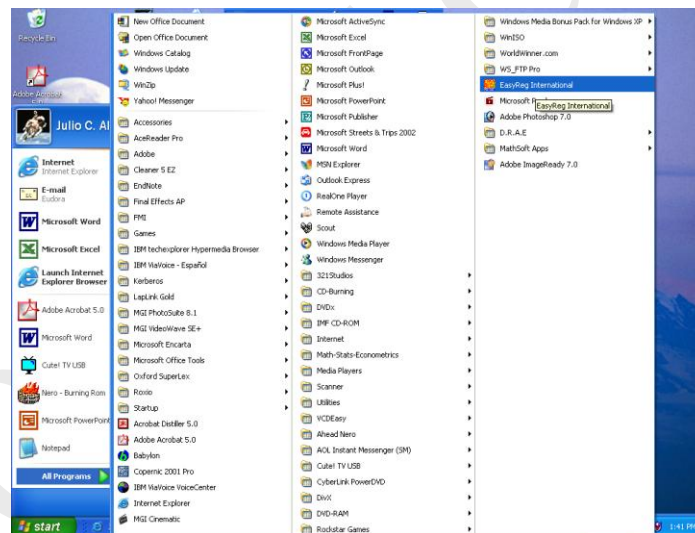 Recycle Bin
Julio C. Al
Internet
Internet Explorer
E-mail
Eudora
Microsoft Word
Microsoft Excel
Launch Internet
Explorer Browser
Adobe Acrobat 5.0
Microsoft Word
Cute! TV USB
Nero - Burning Rom
Microsoft PowerPoint
Notepad
All Programs
start
New Office Document
Open Office Document
Windows Catalog
Windows Update
WinZip
Yahoo! Messenger
Accessories
AceReader Pro
Adobe
Cleaner 5 EZ
EndNote
Final Effects AP
FMI
Games
IBM techexplorer Hypermedia Browser
IBM ViaVoice - Español
Kerberos
LapLink Gold
MGI PhotoSuite 8.1
MGI VideoWave SE+
Microsoft Encarta
Microsoft Office Tools
Oxford SuperLex
Roxio
Startup
Acrobat Distiller 5.0
Adobe Acrobat 5.0
Babylon
Copernic 2001 Pro
IBM ViaVoice VoiceCenter
Internet Explorer
MGI Cinematic
Microsoft ActiveSync
Microsoft Excel
Microsoft FrontPage
Microsoft Outlook
Microsoft Plus!
Microsoft PowerPoint
Microsoft Publisher
Microsoft Streets & Trips 2002
Microsoft Word
MSN Explorer
Outlook Express
RealOne Player
Remote Assistance
Scout
Windows Media Player
Windows Messenger
321Studios
CD-Burning
DVDx
IMF CD-ROM
Internet
Math-Stats-Econometrics
Media Players
Scanner
Utilities
VCDEasy
Ahead Nero
AOL Instant Messenger (SM)
Cute! TV USB
CyberLink PowerDVD
DivX
DVD-RAM
Rockstar Games
Windows Media Bonus Pack for Windows XP
WinISO
WorldWinner.com
WS_FTP Pro
EasyReg International
Microsoft
EasyReg International
Adobe Photoshop 7.0
D.R.A.E
MathSoft Apps
Adobe ImageReady 7.0
1:41 PM